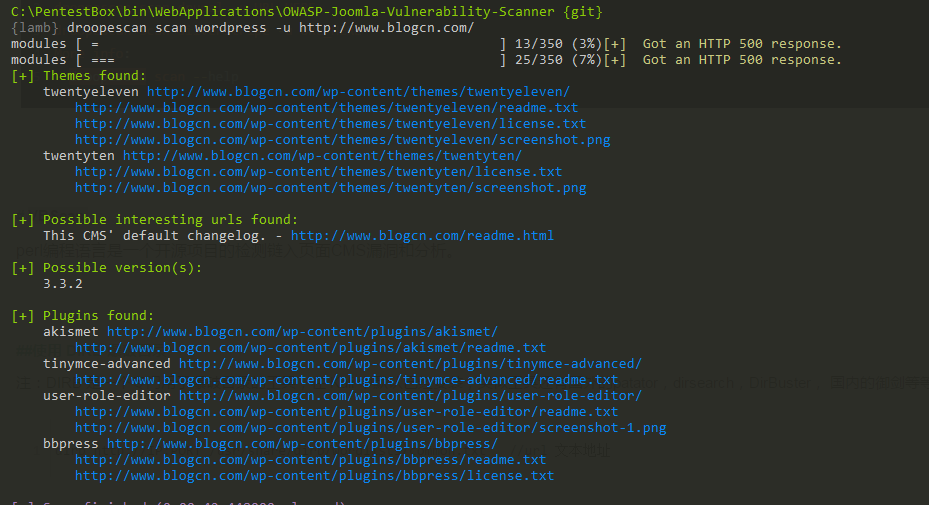 C:\PentestBox\bin\WebApplications\OWASP-Joomla-Vulnerability-Scanner {git}
{lamb} droopescan scan wordpress -u http://www.blogcn.com/
modules [ = ] 13/350 (3%)[+] Got an HTTP 500 response.
modules [ === ] 25/350 (7%)[+] Got an HTTP 500 response.
[+] Themes found:
twentyeleven http://www.blogcn.com/wp-content/themes/twentyeleven/
http://www.blogcn.com/wp-content/themes/twentyeleven/readme.txt
http://www.blogcn.com/wp-content/themes/twentyeleven/license.txt
http://www.blogcn.com/wp-content/themes/twentyeleven/screenshot.png
twentyten http://www.blogcn.com/wp-content/themes/twentyten/
http://www.blogcn.com/wp-content/themes/twentyten/license.txt
http://www.blogcn.com/wp-content/themes/twentyten/screenshot.png
[+] Possible interesting urls found:
This CMS' default changelog. - http://www.blogcn.com/readme.html
[+] Possible version(s):
3.3.2
[+] Plugins found:
akismet http://www.blogcn.com/wp-content/plugins/akismet/
http://www.blogcn.com/wp-content/plugins/akismet/readme.txt
tinymce-advanced http://www.blogcn.com/wp-content/plugins/tinymce-advanced/
http://www.blogcn.com/wp-content/plugins/tinymce-advanced/readme.txt
user-role-editor http://www.blogcn.com/wp-content/plugins/user-role-editor/
http://www.blogcn.com/wp-content/plugins/user-role-editor/readme.txt
http://www.blogcn.com/wp-content/plugins/user-role-editor/screenshot-1.png
bbpress http://www.blogcn.com/wp-content/plugins/bbpress/
http://www.blogcn.com/wp-content/plugins/bbpress/readme.txt
http://www.blogcn.com/wp-content/plugins/bbpress/license.txt